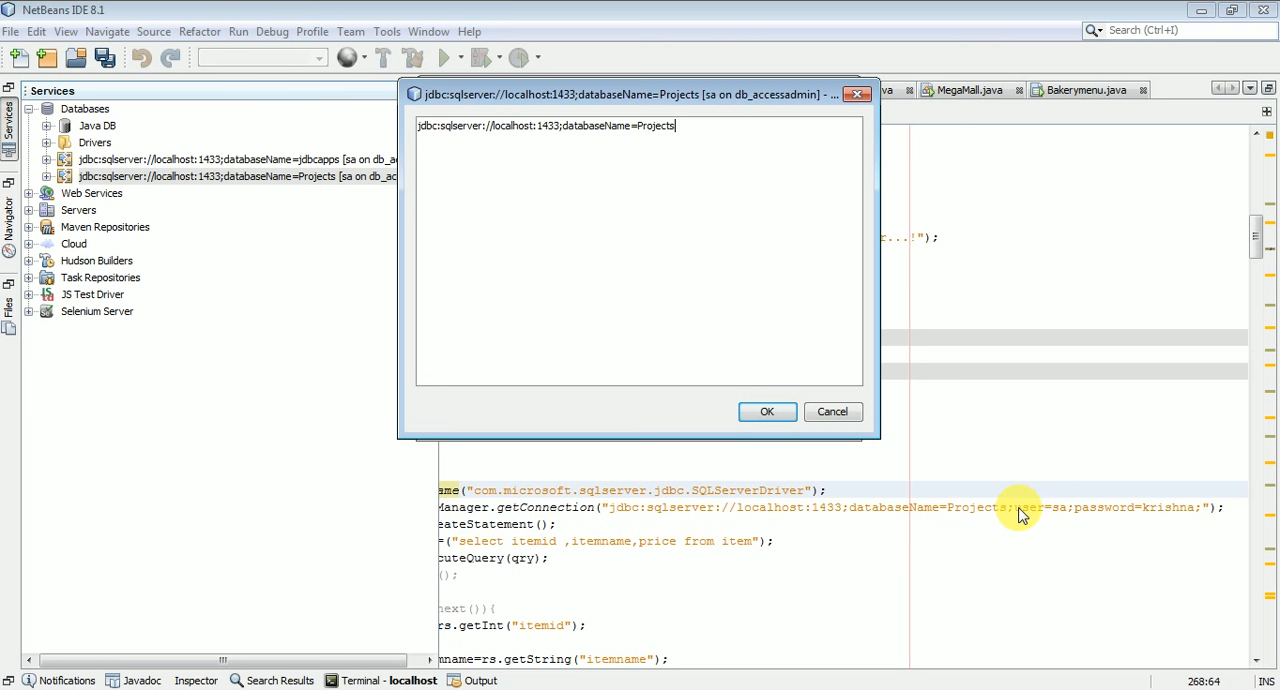 NetBeans IDE 8.1
File Edit View Navigate Source Refactor Run Debug Profile Team Tools Window Help
Search (Ctrl+I)
Services
jdbc:sqlserver://localhost:1433;databaseName=Projects [sa on db_accessadmin] - ...
va
MegaMall.java
Bakerymenu.java
Services
Navigator
Files
Databases
Java DB
Drivers
jdbc:sqlserver://localhost:1433;databaseName=jdbcapps [sa on db_ac
jdbc:sqlserver://localhost:1433;databaseName=Projects [sa on db_ac
Web Services
Servers
Maven Repositories
Cloud
Hudson Builders
Task Repositories
JS Test Driver
Selenium Server
jdbc:sqlserver://localhost:1433;databaseName=Projects
OK
Cancel
r...!");
ame("com.microsoft.sqlserver.jdbc.SQLServerDriver");
Manager.getConnection("jdbc:sqlserver://localhost:1433;databaseName=Projects;user=sa;password=krishna;");
eateStatement();
=("select itemid ,itemname,price from item");
cuteQuery(qry);
();
next()){
rs.getInt("itemid");
mname=rs.getString("itemname");
Notifications
Javadoc
Inspector
Search Results
Terminal - localhost
Output
268:64
INS